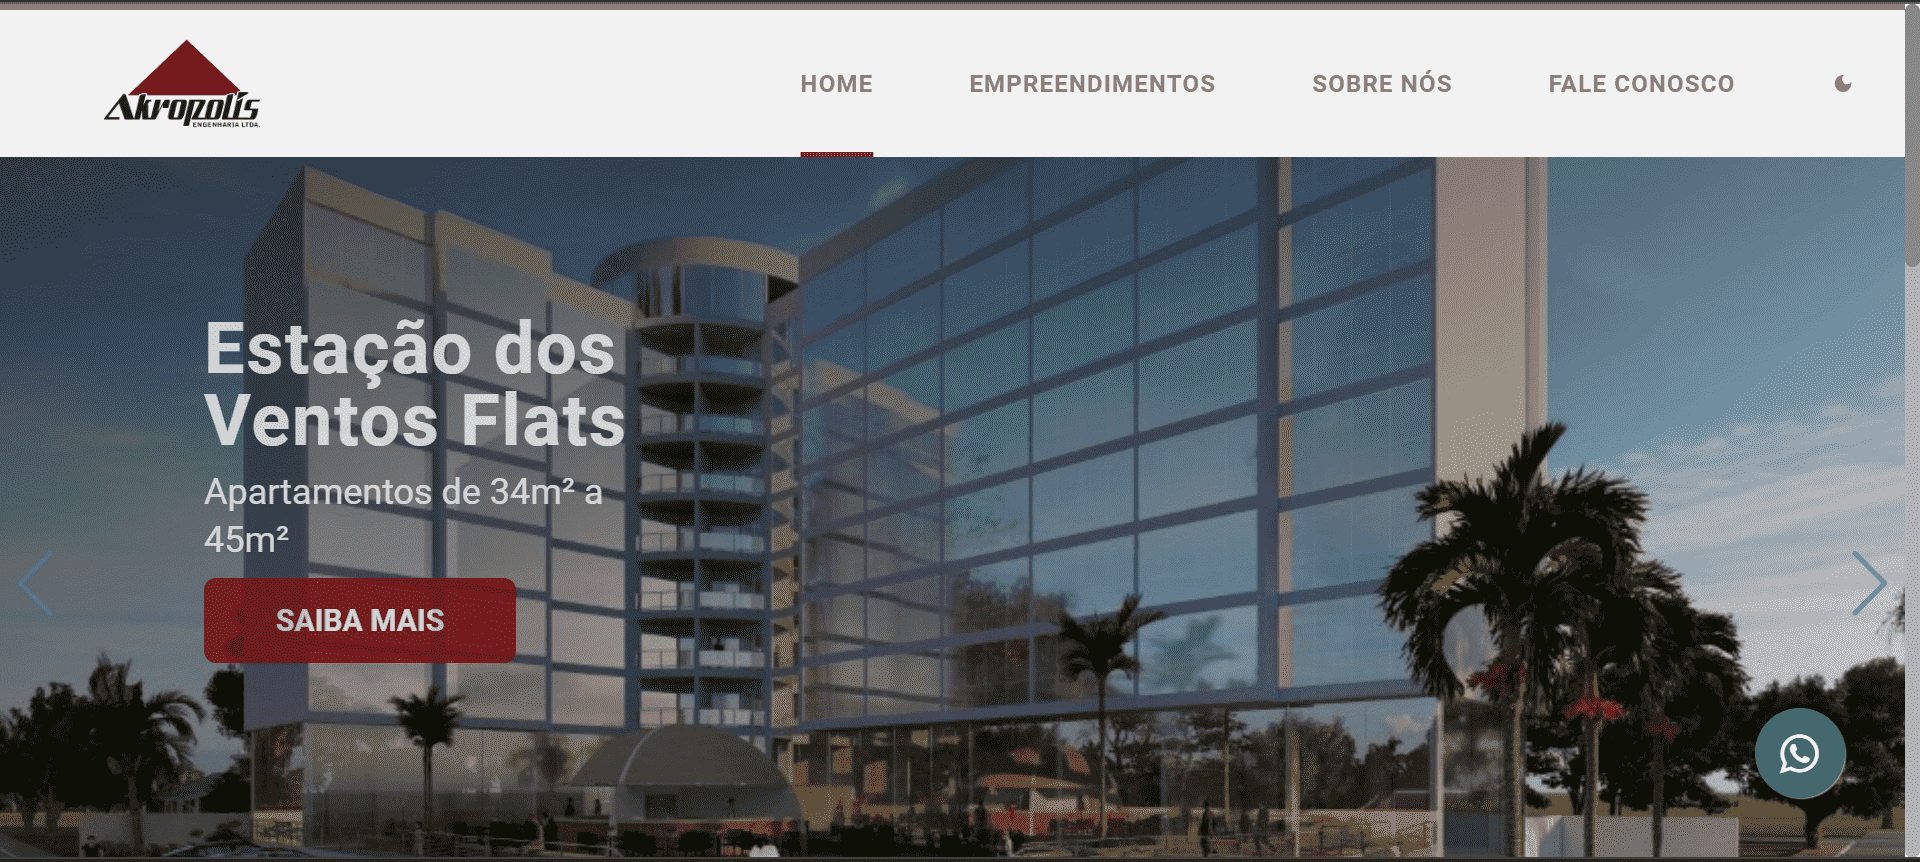 Akropolis
ENGENHARIA LTDA.
HOME
EMPREENDIMENTOS
SOBRE NÓS
FALE CONOSCO
Estação dos
Ventos Flats
Apartamentos de 34m² a
45m²
SAIBA MAIS